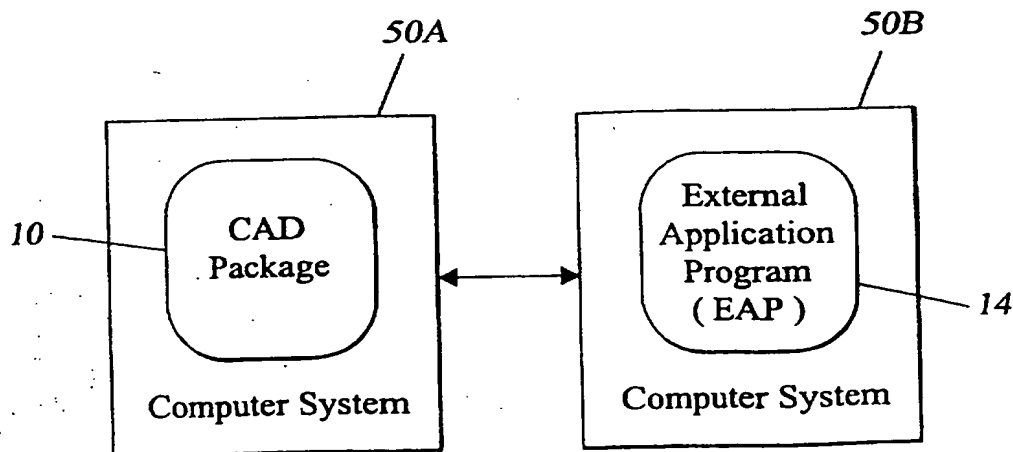 50A
50B
10
CAD
Package
Computer System
External
Application
Program
( EAP )
14
Computer System